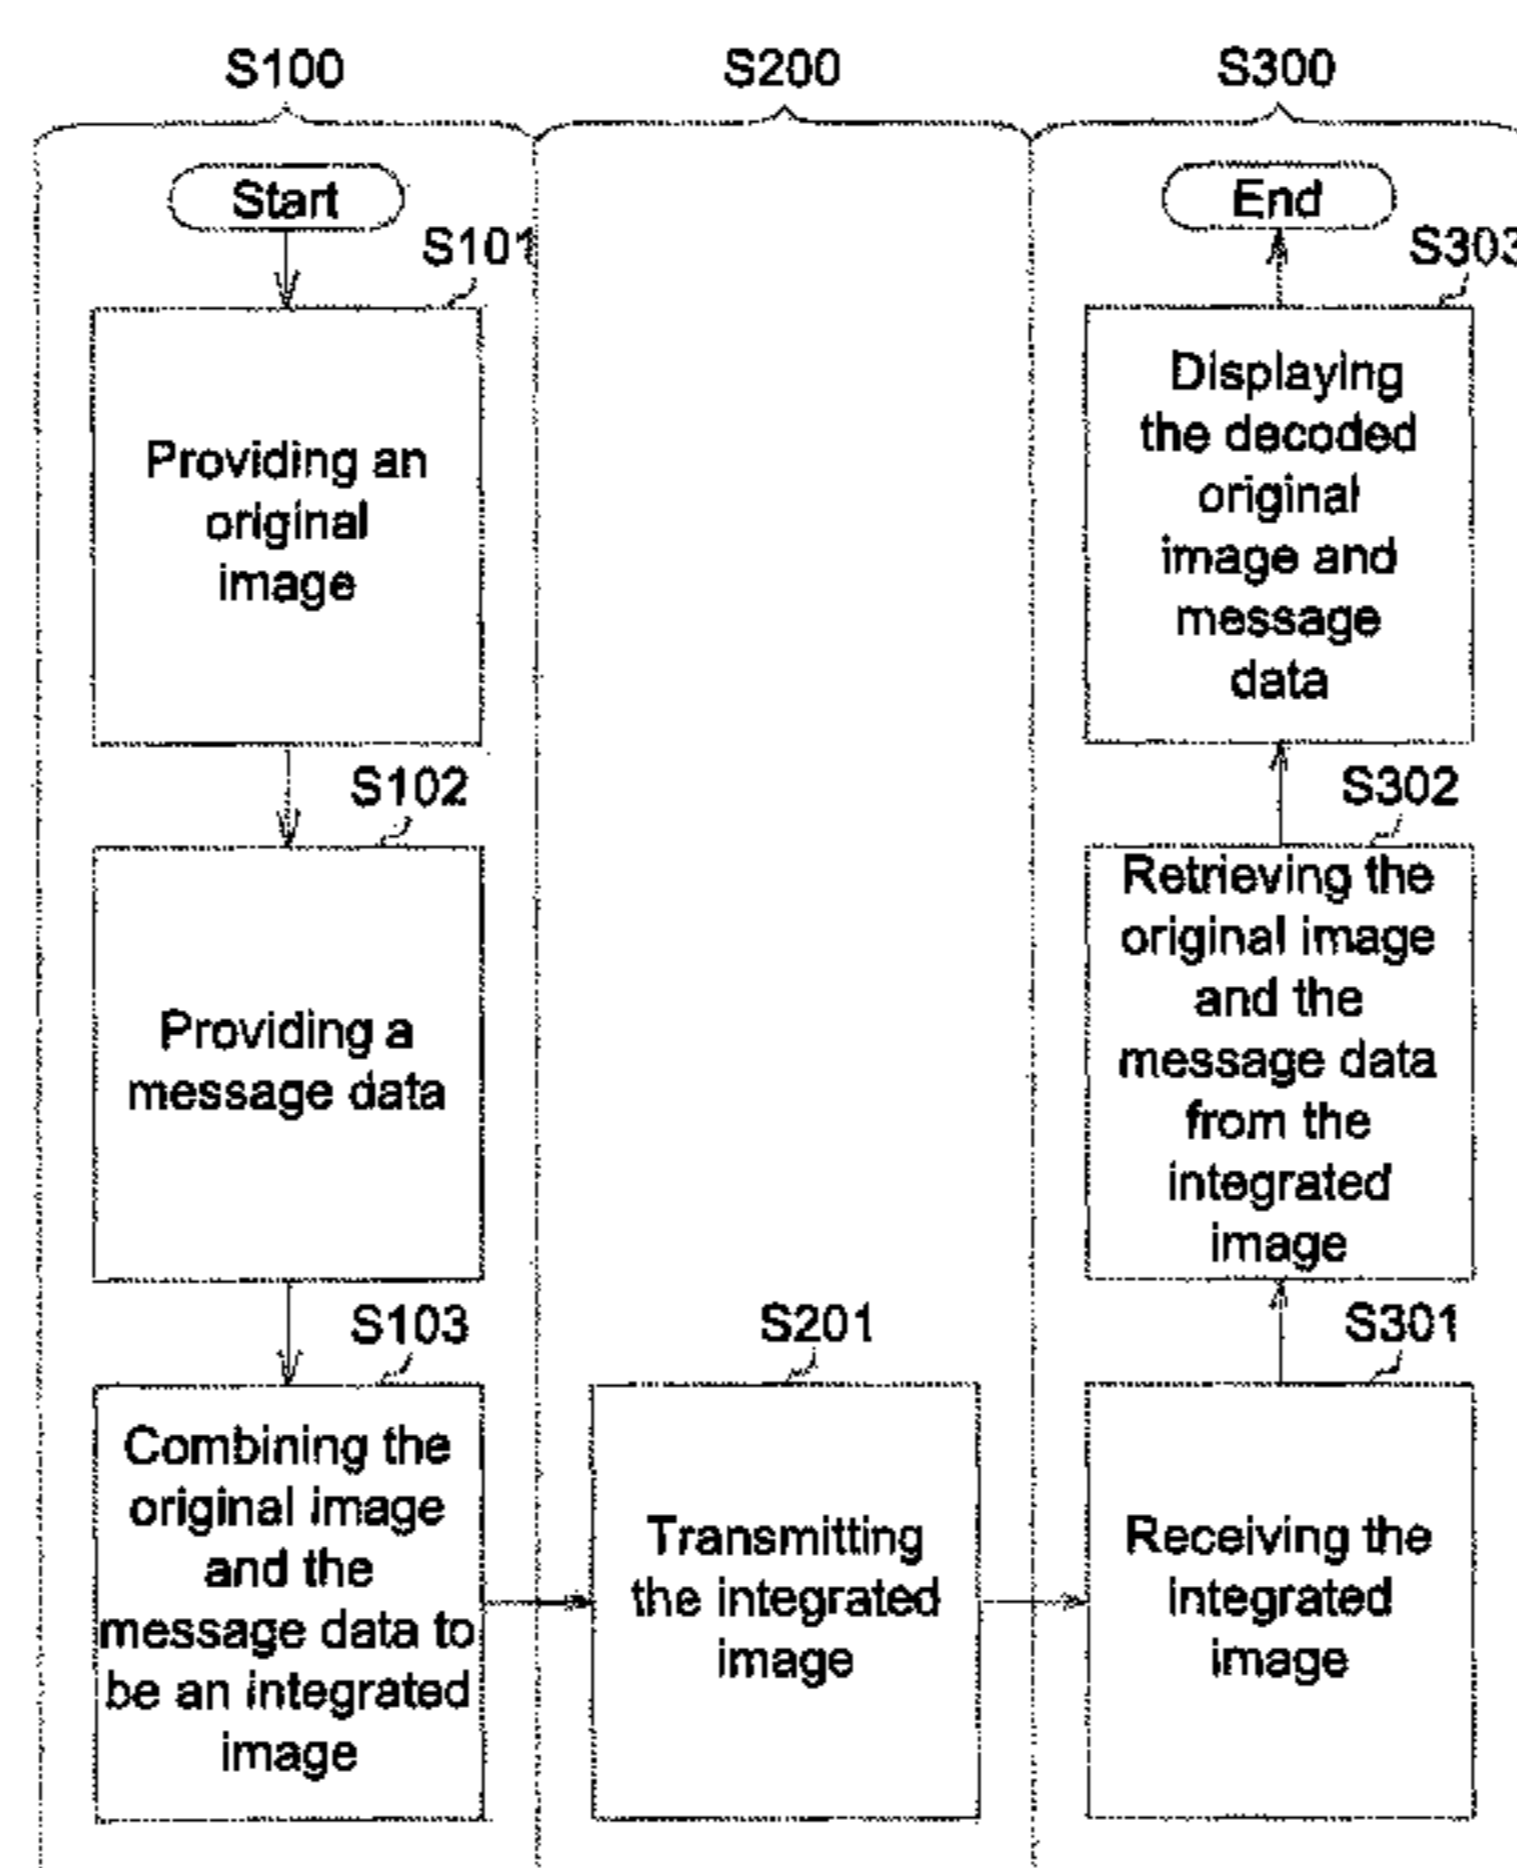 S100
S200
S300
Start
S101
Providing an
original
image
S102
Providing a
message data
S103
Combining the
original image
and the
message data to
be an integrated
image
S201
Transmitting
the integrated
image
S301
Receiving the
integrated
image
S302
Retrieving the
original image
and the
message data
from the
integrated
image
S303
Displaying
the decoded
original
image and
message
data
End